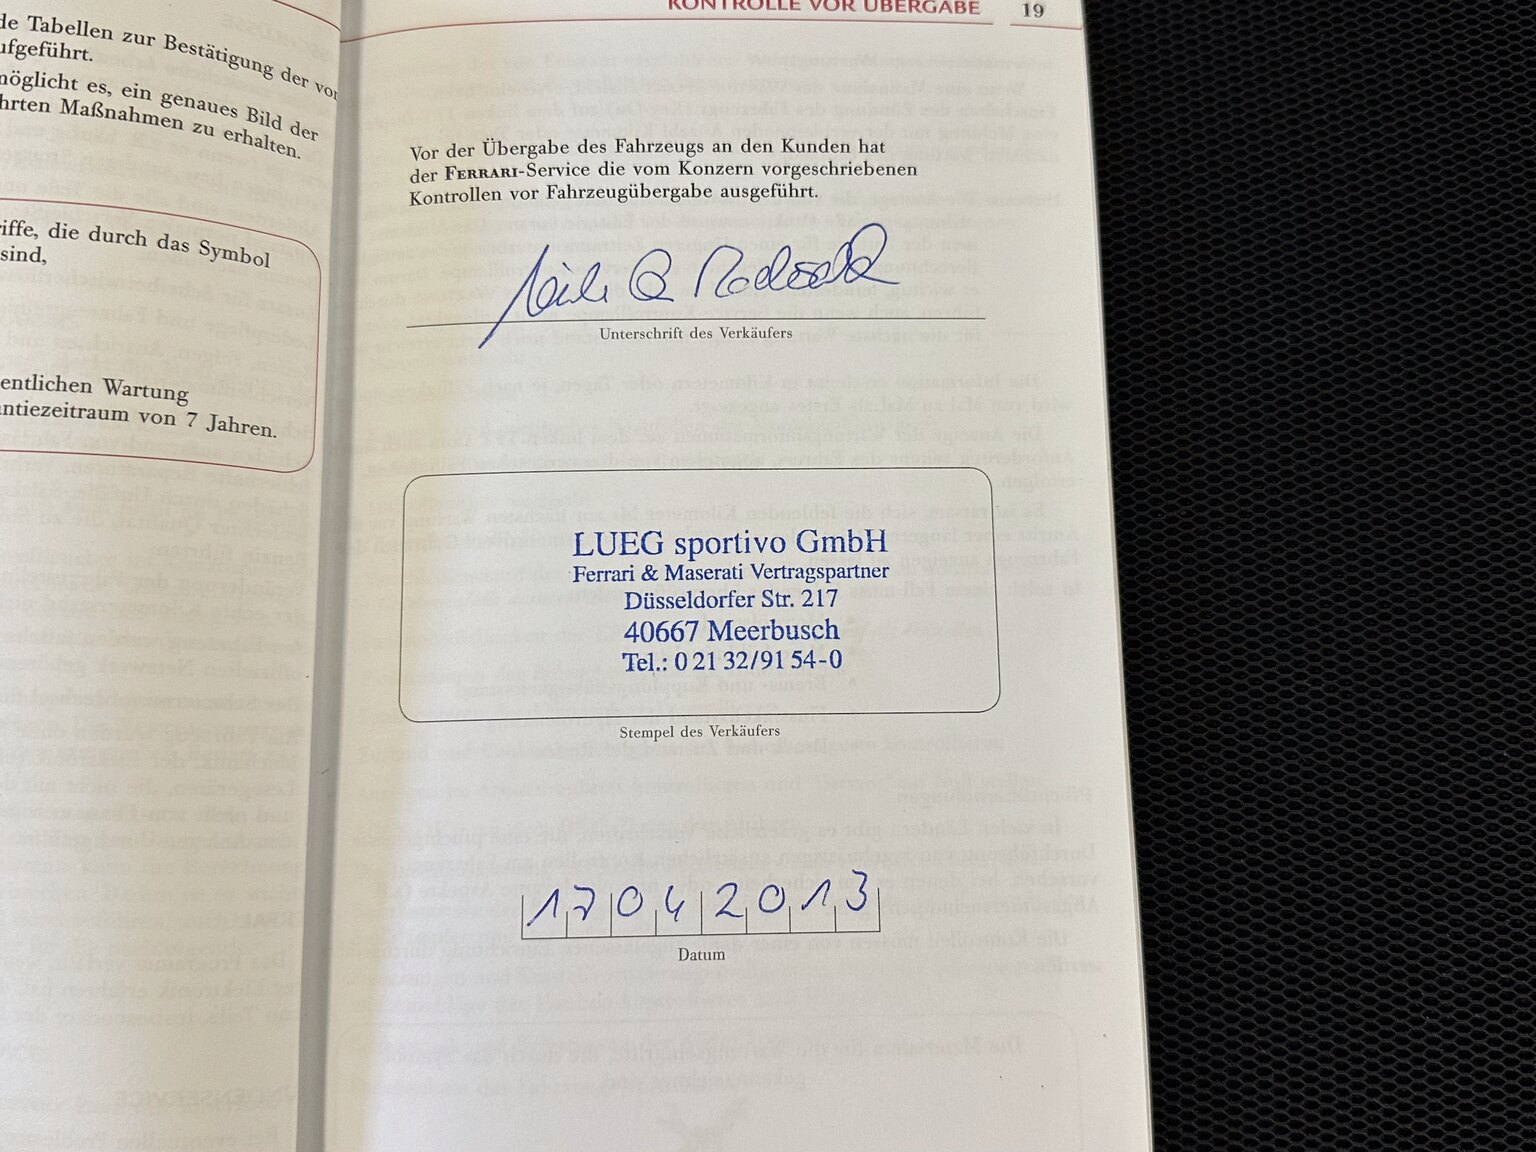 de Tabellen zur Bestätigung der vor
ufgeführt.
möglicht es, ein genaues Bild der
hrten Maßnahmen zu erhalten.
riffe, die durch das Symbol
sind,
entlichen Wartung
antiezeitraum von 7 Jahren.
KONTROLLE VOR ÜBERGABE 19
Vor der Übergabe des Fahrzeugs an den Kunden hat
der FERRARI-Service die vom Konzern vorgeschriebenen
Kontrollen vor Fahrzeugübergabe ausgeführt.
Unterschrift des Verkäufers
LUEG sportivo GmbH
Ferrari & Maserati Vertragspartner
Düsseldorfer Str. 217
40667 Meerbusch
Tel.: 0 21 32/91 54-0
Stempel des Verkäufers
17042013
Datum